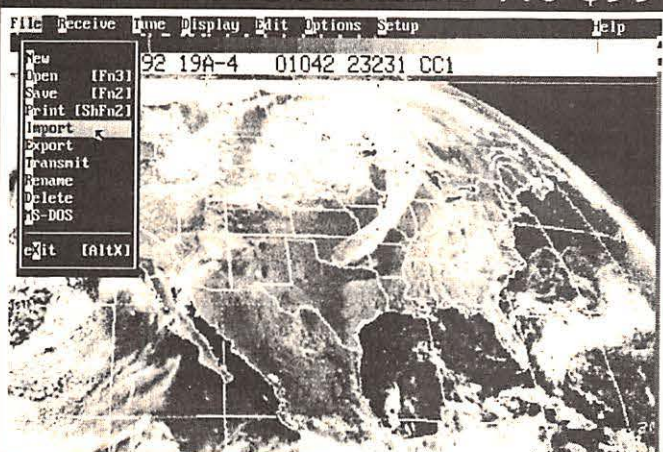 File Receive Tune Display Edit Options Setup Help
92 19A-4 01042 23231 CC1
New
Open [Fn3]
Save [Fn2]
Print [ShFn2]
Import
Export
Transmit
Rename
Delete
MS-DOS
eXit [AltX]